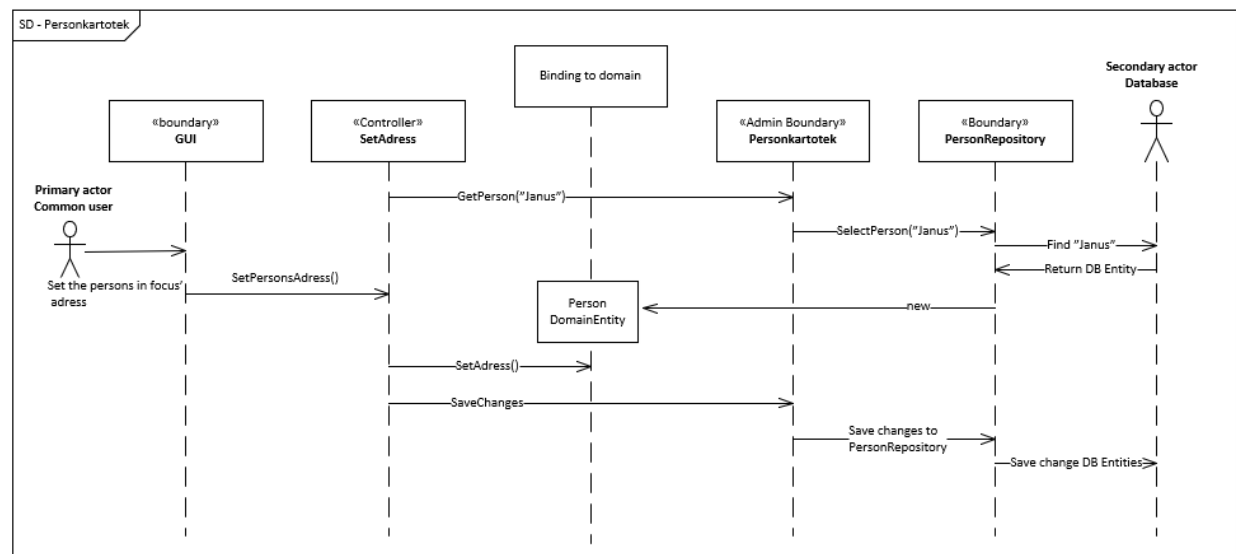 SD - Personkartotek
Binding to domain
Secondary actor
Database
«boundary»
GUI
«Controller»
SetAdress
«Admin Boundary»
Personkartotek
«Boundary»
PersonRepository
Primary actor
Common user
GetPerson("Janus")
SelectPerson("Janus")
Find "Janus"
Return DB Entity
Set the persons in focus'
adress
SetPersonsAdress()
Person
DomainEntity
new
SetAdress()
SaveChanges
Save changes to
PersonRepository
Save change DB Entities